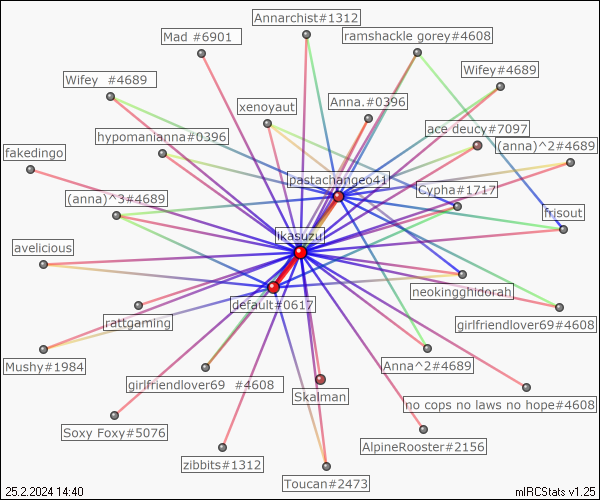 Annarchist#1312
Mad #6901
ramshackle gorey#4608
Wifey #4689
Wifey#4689
xenoyaut
Anna.#0396
hypomanianna#0396
ace deucy#7097
(anna)^2#4689
fakedingo
pastachangeo41
(anna)^3#4689
Cypha#1717
frisout
ikasuzu
avelicious
neokingghidorah
default#0617
rattgaming
girlfriendlover69#4608
Mushy#1984
girlfriendlover69 #4608
Anna^2#4689
Skalman
no cops no laws no hope#4608
Soxy Foxy#5076
AlpineRooster#2156
zibbits#1312
Toucan#2473
25.2.2024 14:40
mIRCStats v1.25